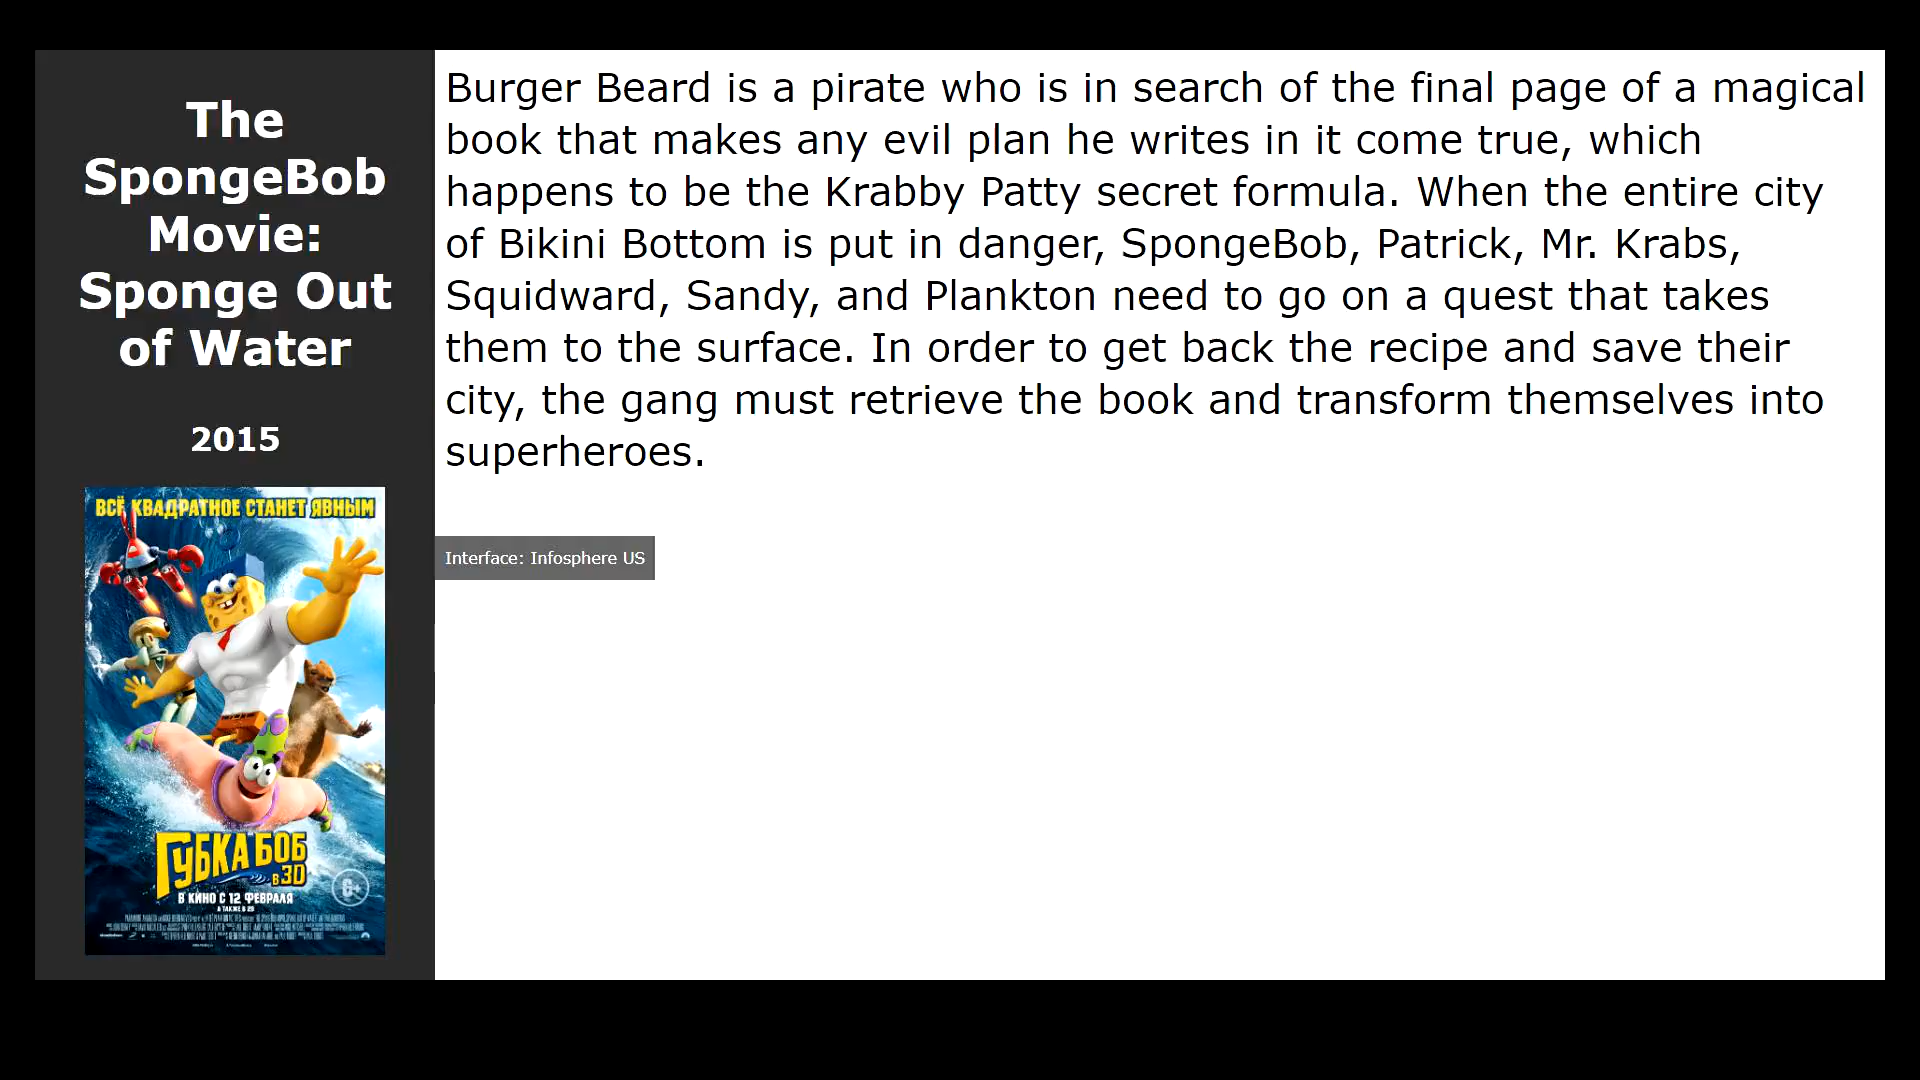 The
SpongeBob
Movie:
Sponge Out
of Water
2015
ВСЁ КВАДРАТНОЕ СТАНЕТ ЯВНЫМ
ГУБКА БОБ
в 3D
В КИНО С 12 ФЕВРАЛЯ
А ТАКЖЕ В 2D
6+
Burger Beard is a pirate who is in search of the final page of a magical
book that makes any evil plan he writes in it come true, which
happens to be the Krabby Patty secret formula. When the entire city
of Bikini Bottom is put in danger, SpongeBob, Patrick, Mr. Krabs,
Squidward, Sandy, and Plankton need to go on a quest that takes
them to the surface. In order to get back the recipe and save their
city, the gang must retrieve the book and transform themselves into
superheroes.
Interface: Infosphere US